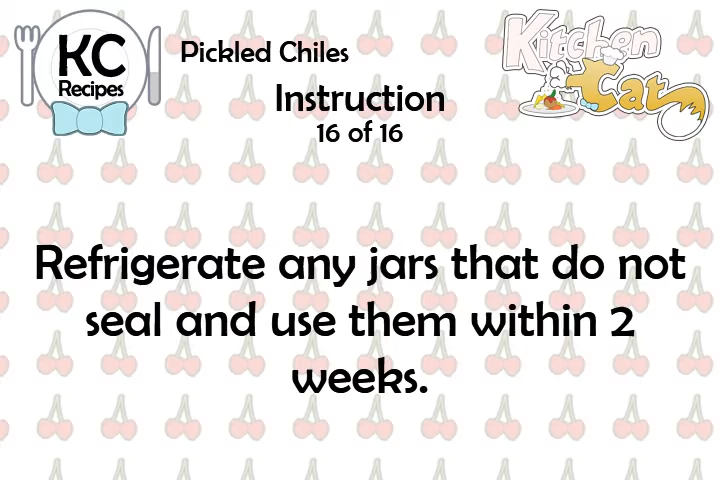 KC
Recipes
Pickled Chiles
Kitchen
Cat
Instruction
16 of 16
Refrigerate any jars that do not
seal and use them within 2
weeks.